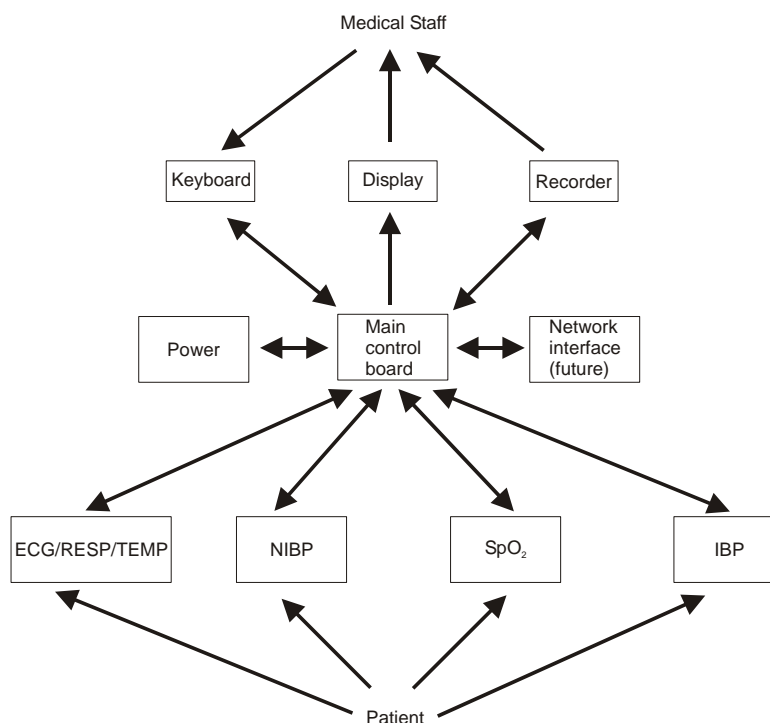 Medical Staff
Keyboard
Display
Recorder
Power
Main
control
board
Network
interface
(future)
ECG/RESP/TEMP
NIBP
SpO₂
IBP
Patient